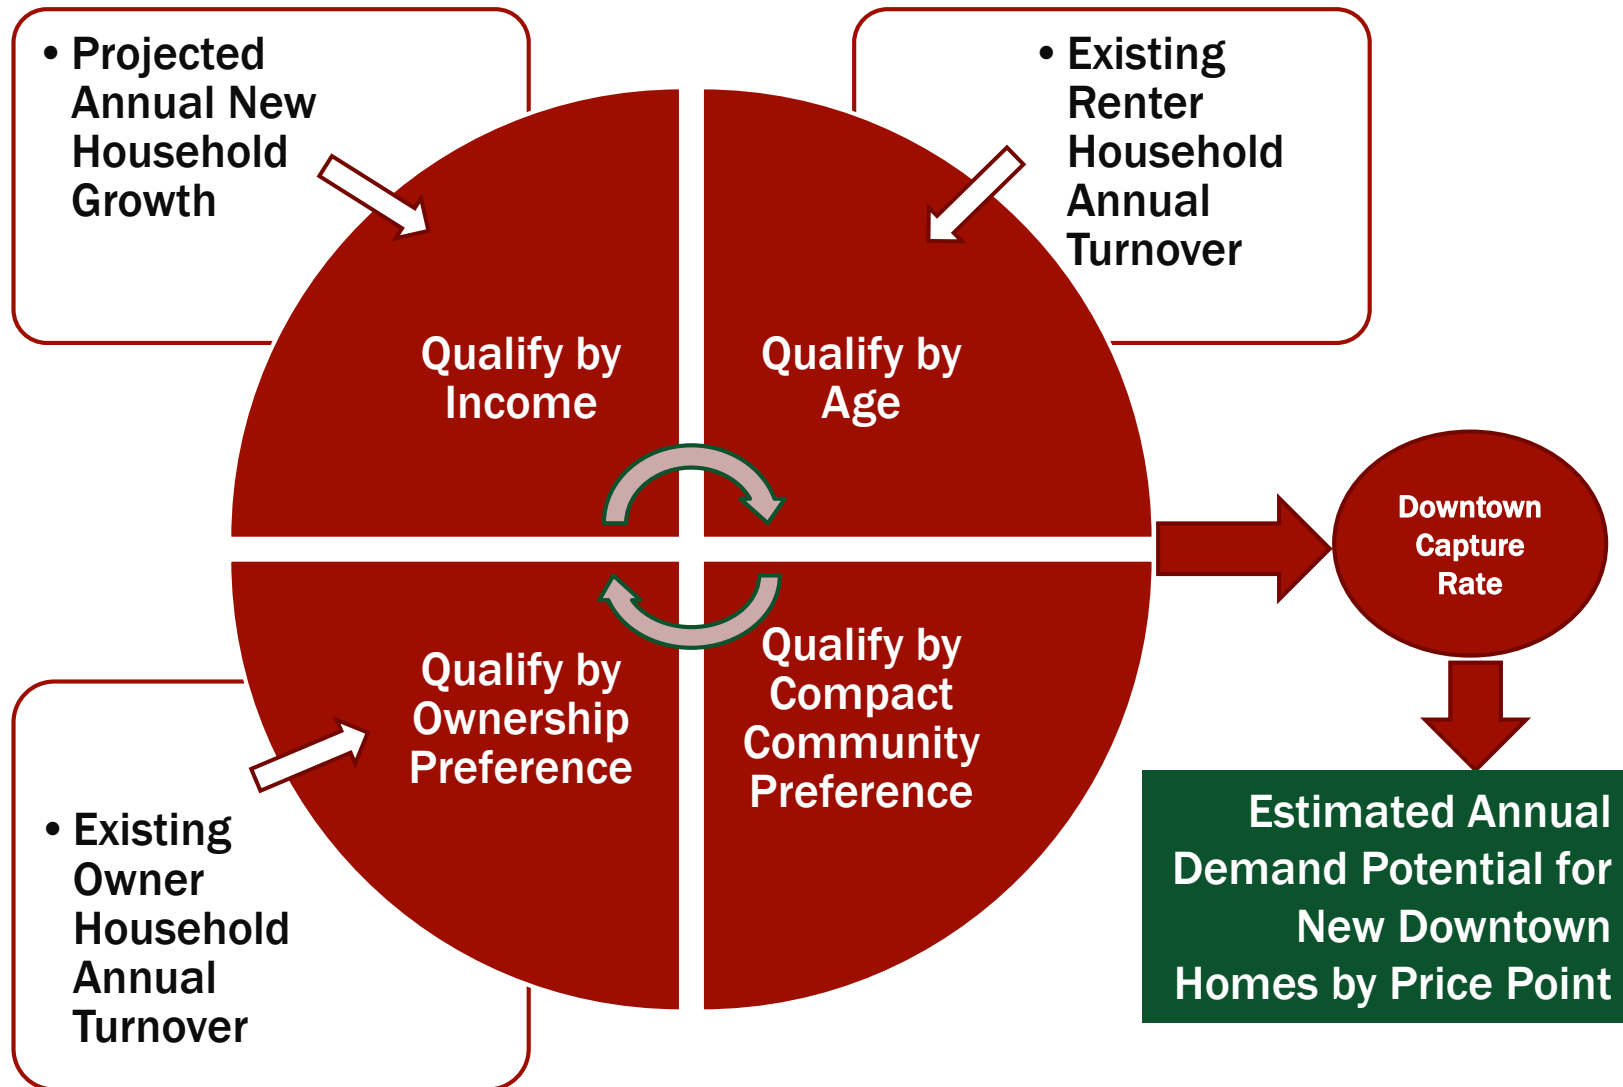 • Projected
Annual New
Household
Growth
• Existing
Renter
Household
Annual
Turnover
Qualify by
Income
Qualify by
Age
Qualify by
Ownership
Preference
Qualify by
Compact
Community
Preference
• Existing
Owner
Household
Annual
Turnover
Downtown
Capture
Rate
Estimated Annual
Demand Potential for
New Downtown
Homes by Price Point